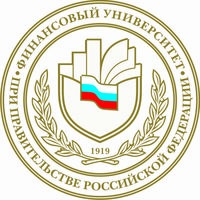 • ФИНАНСОВЫЙ УНИВЕРСИТЕТ •
ПРИ ПРАВИТЕЛЬСТВЕ РОССИЙСКОЙ ФЕДЕРАЦИИ
1919